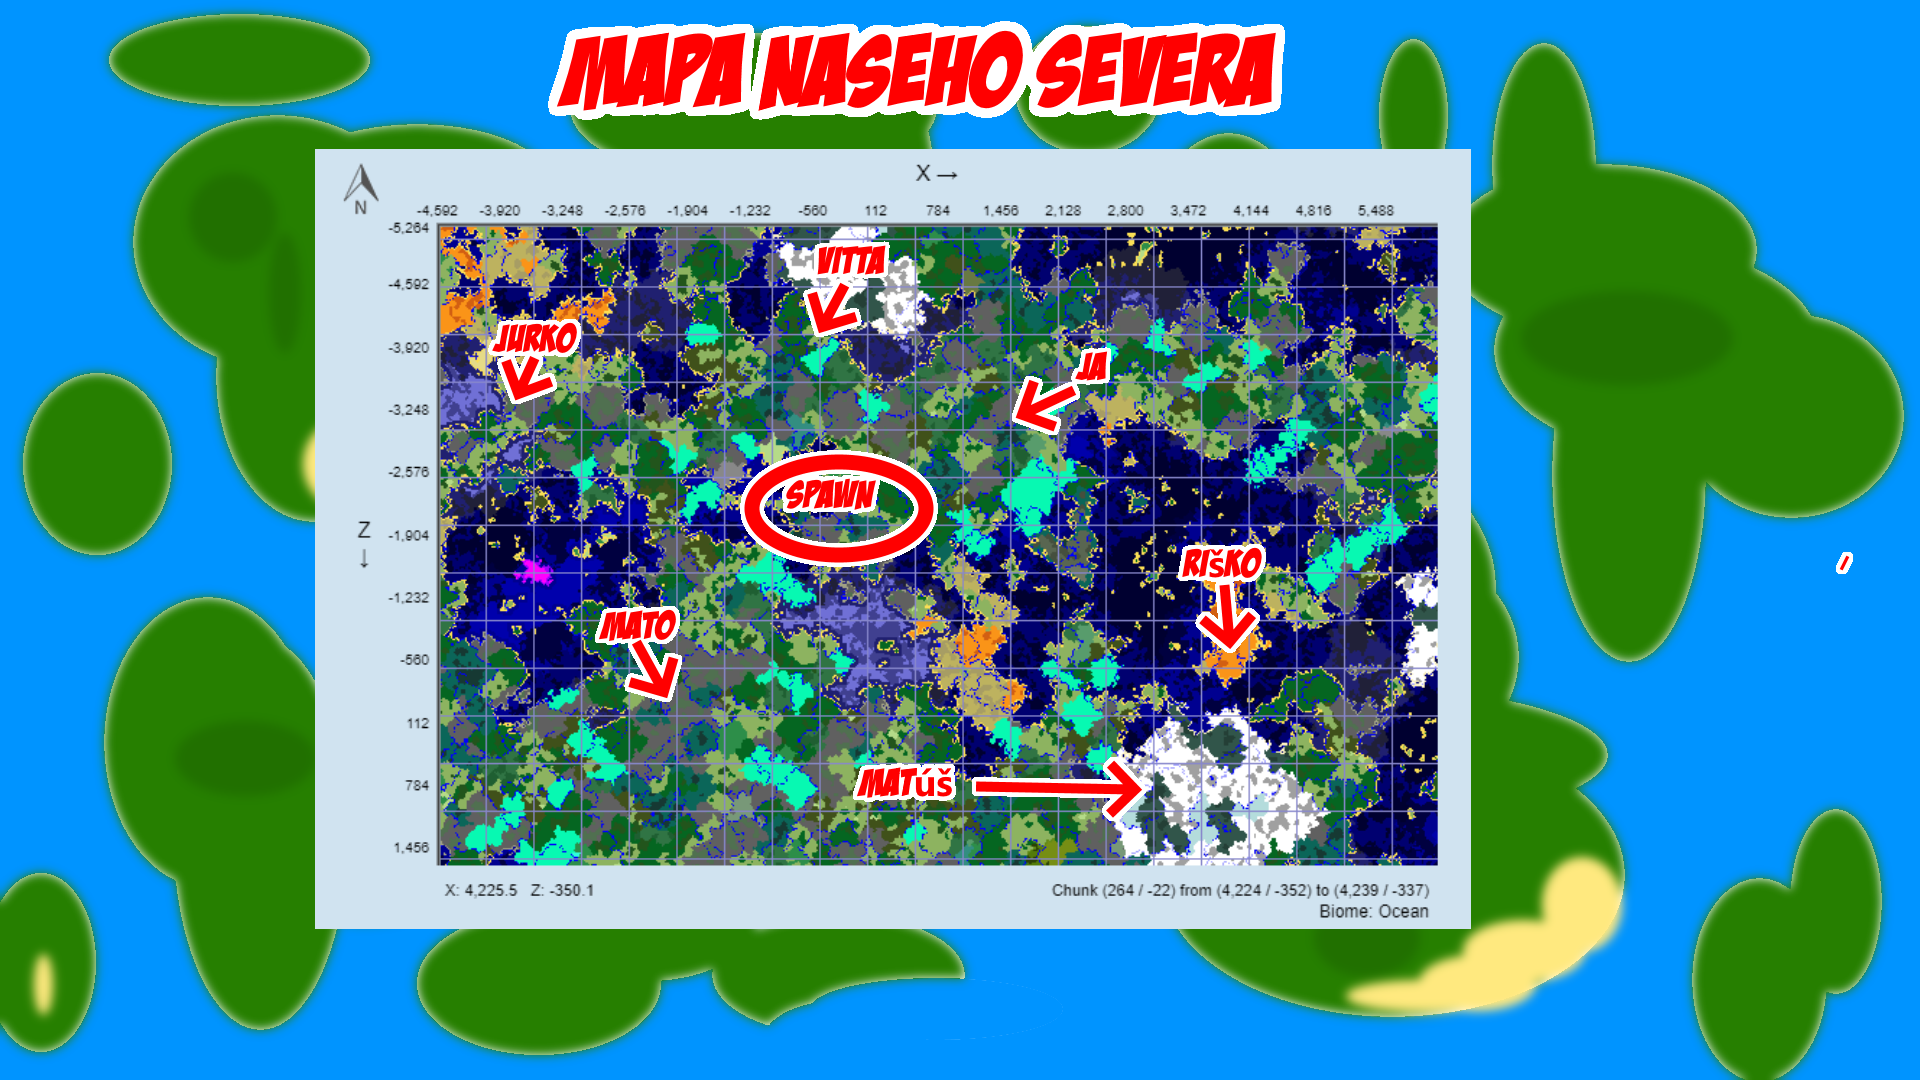 MAPA NASEHO SEVERA
X →
N
-4,592 -3,920 -3,248 -2,576 -1,904 -1,232 -560 112 784 1,456 2,128 2,800 3,472 4,144 4,816 5,488
-5,264
VITTA
-4,592
JURKO
-3,920
JA
-3,248
-2,576
SPAWN
Z
↓
-1,904
RIŠKO
-1,232
MATO
-560
112
MATÚŠ
784
1,456
X: 4,225.5 Z: -350.1
Chunk (264 / -22) from (4,224 / -352) to (4,239 / -337)
Biome: Ocean